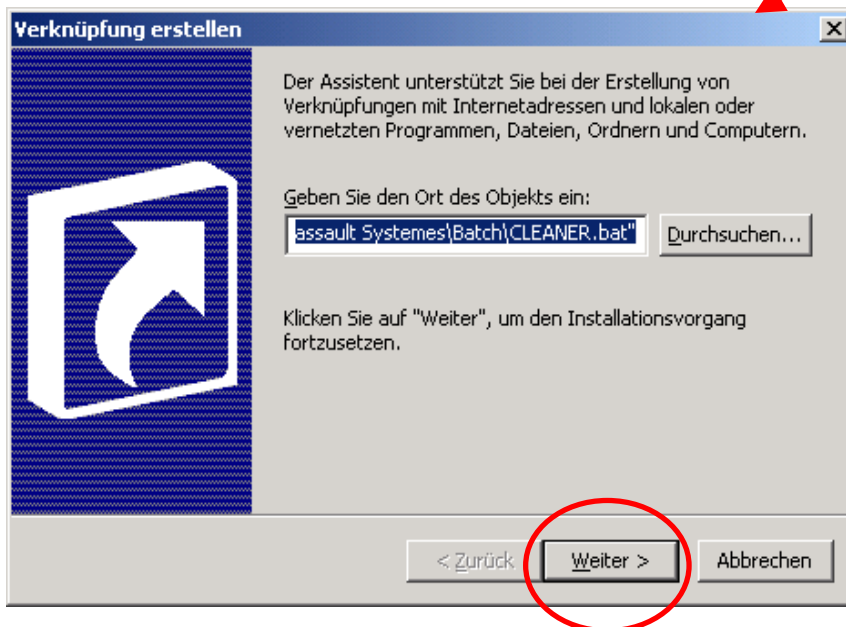 Verknüpfung erstellen
Der Assistent unterstützt Sie bei der Erstellung von
Verknüpfungen mit Internetadressen und lokalen oder
vernetzten Programmen, Dateien, Ordnern und Computern.
Geben Sie den Ort des Objekts ein:
assault Systemes\Batch\CLEANER.bat" Durchsuchen...
Klicken Sie auf "Weiter", um den Installationsvorgang
fortzusetzen.
< Zurück Weiter > Abbrechen